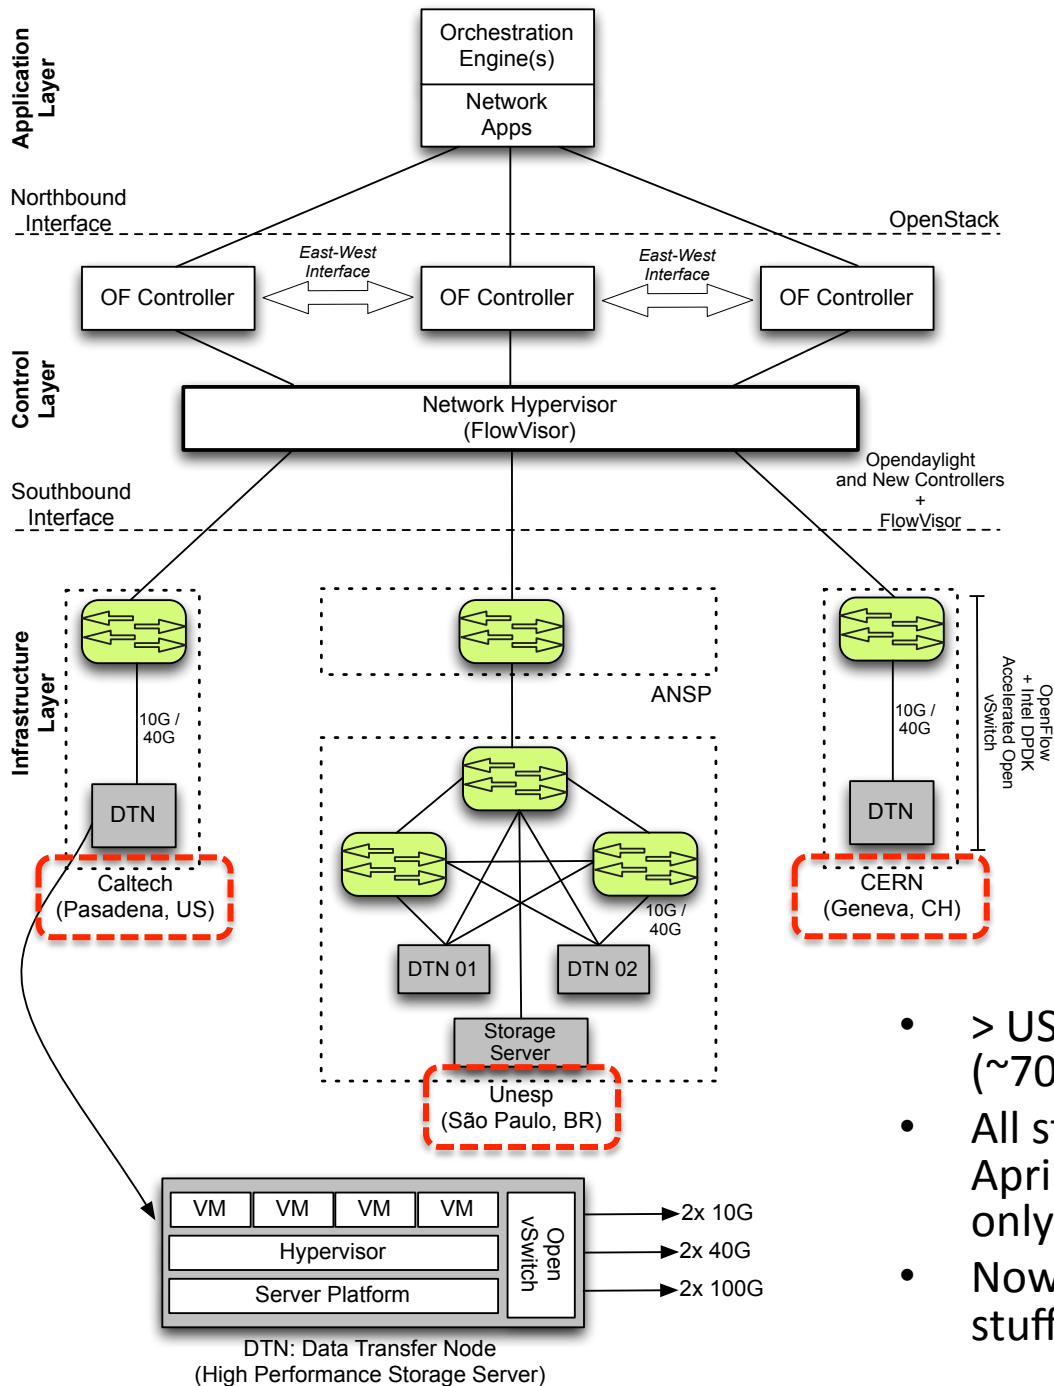 Orchestration
Engine(s)
Network
Apps
Application
Layer
Northbound
Interface
OpenStack
East-West
Interface
East-West
Interface
OF Controller
OF Controller
OF Controller
Control
Layer
Network Hypervisor
(FlowVisor)
Opendaylight
and New Controllers
+
FlowVisor
Southbound
Interface
Infrastructure
Layer
ANSP
10G /
40G
10G /
40G
OpenFlow
+ Intel DPDK
Accelerated Open
vSwitch
DTN
DTN
Caltech
(Pasadena, US)
CERN
(Geneva, CH)
10G /
40G
DTN 01
DTN 02
Storage
Server
Unesp
(São Paulo, BR)
VM
VM
VM
VM
Hypervisor
Server Platform
Open
vSwitch
2x 10G
2x 40G
2x 100G
DTN: Data Transfer Node
(High Performance Storage Server)
• > US
(~70
• All st
Apri
only
• Now
stuff